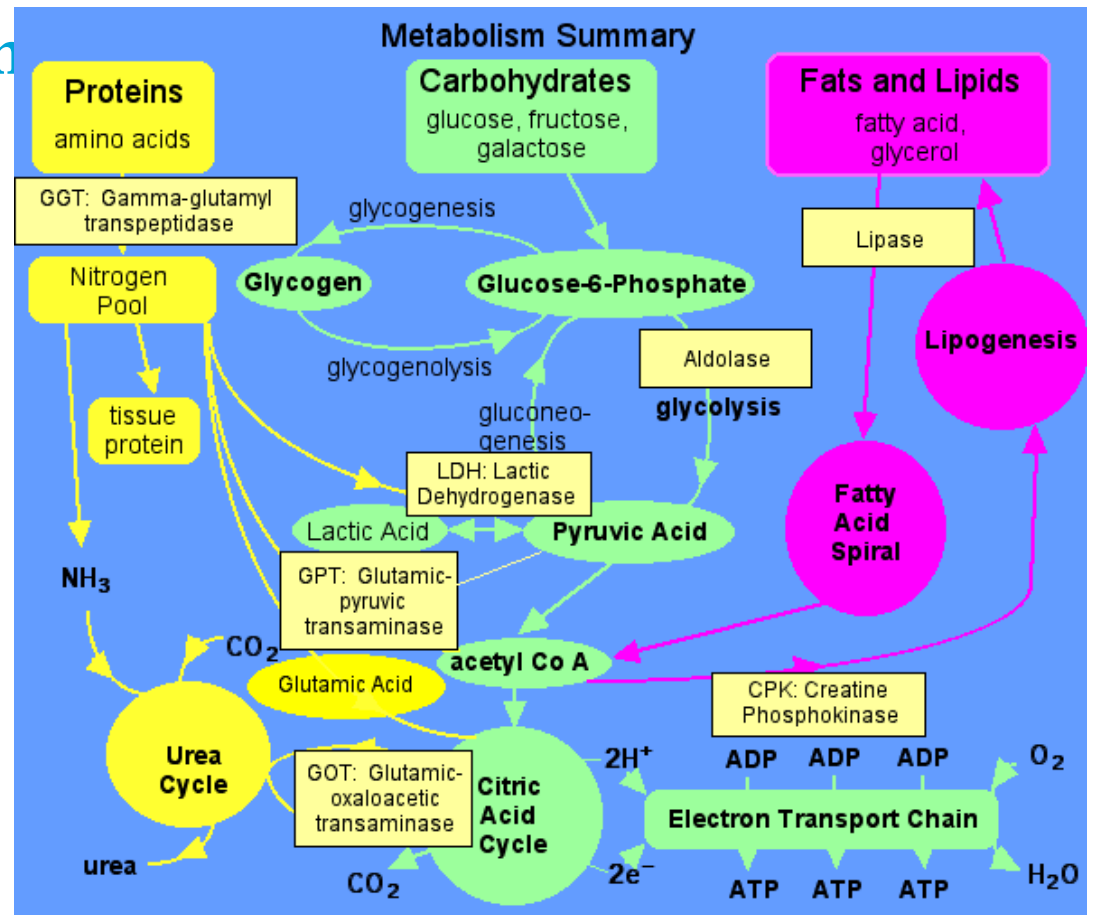 Metabolism Summary
Proteins
amino acids
Carbohydrates
glucose, fructose,
galactose
Fats and Lipids
fatty acid,
glycerol
GGT: Gamma-glutamyl
transpeptidase
glycogenesis
Lipase
Nitrogen
Pool
Glycogen
Glucose-6-Phosphate
Lipogenesis
glycogenolysis
Aldolase
glycolysis
tissue
protein
gluconeo-
genesis
LDH: Lactic
Dehydrogenase
Lactic Acid
Pyruvic Acid
Fatty
Acid
Spiral
NH3
GPT: Glutamic-
pyruvic
transaminase
CO2
acetyl Co A
Glutamic Acid
CPK: Creatine
Phosphokinase
Urea
Cycle
GOT: Glutamic-
oxaloacetic
transaminase
Citric
Acid
Cycle
2H+
ADP ADP ADP
O2
Electron Transport Chain
urea
CO2
2e–
ATP ATP ATP
H2O